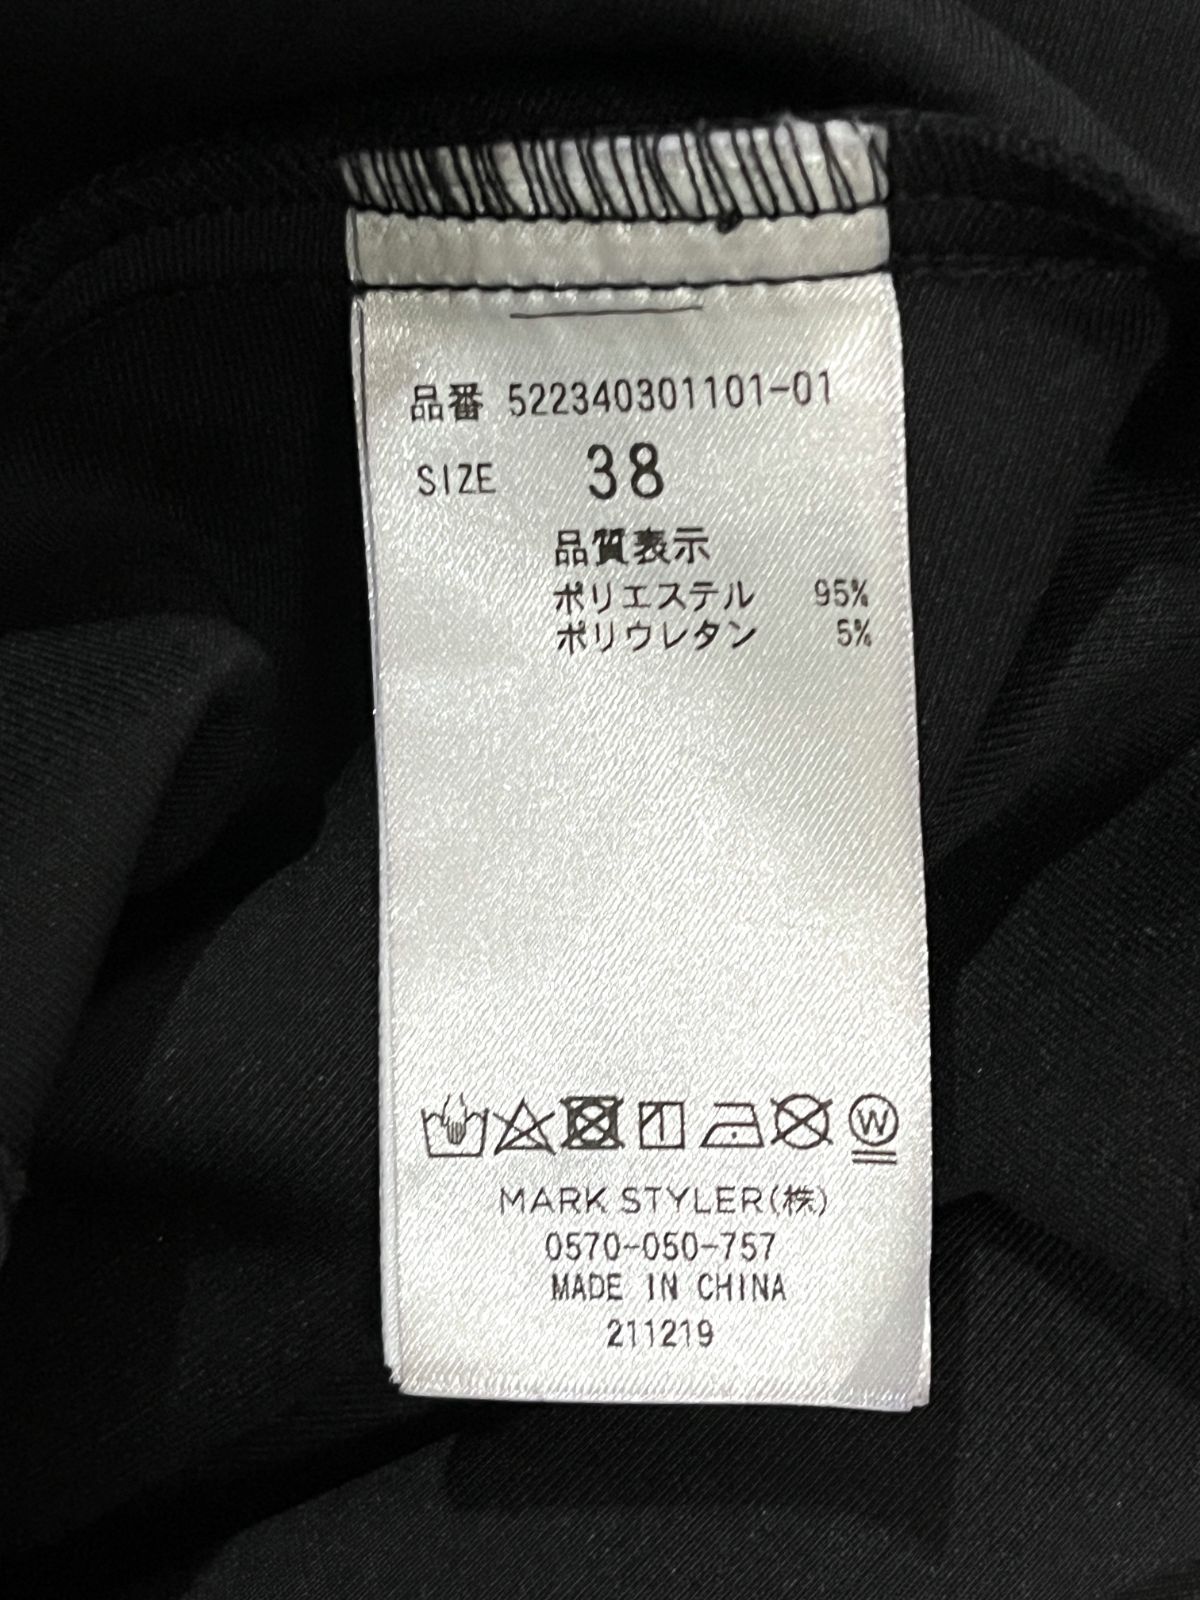 品番 522340301101-01
SIZE 38
品質表示
ポリエステル 95%
ポリウレタン 5%
W
MARK STYLER(株)
0570-050-757
MADE IN CHINA
211219